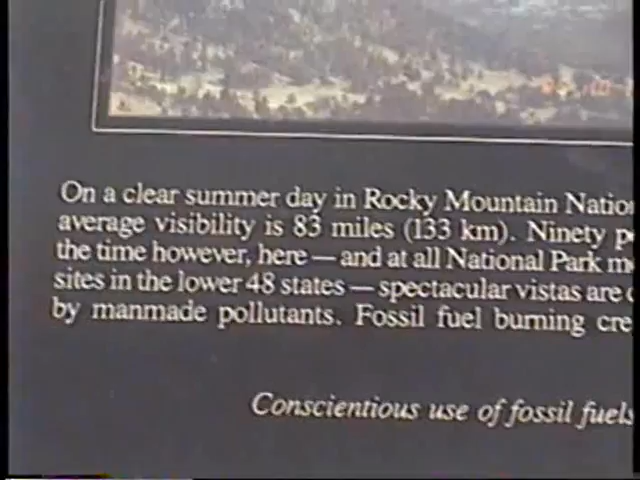 On a clear summer day in Rocky Mountain Natio
average visibility is 83 miles (133 km). Ninety p
the time however, here — and at all National Park m
sites in the lower 48 states — spectacular vistas are
by manmade pollutants. Fossil fuel burning cre
Conscientious use of fossil fuels